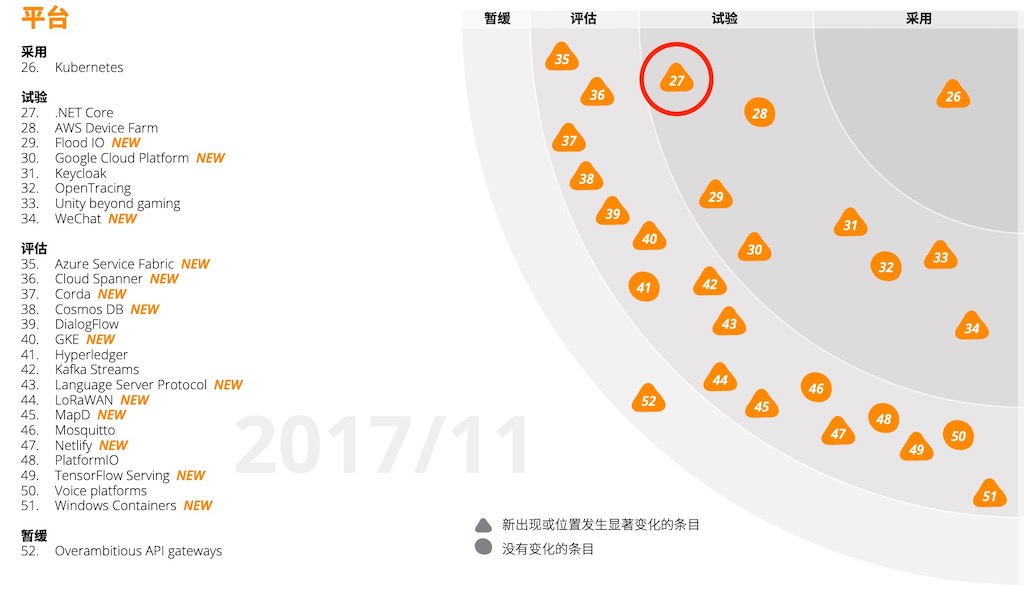 平台
采用
26. Kubernetes
试验
27. .NET Core
28. AWS Device Farm
29. Flood IO NEW
30. Google Cloud Platform NEW
31. Keycloak
32. OpenTracing
33. Unity beyond gaming
34. WeChat NEW
评估
35. Azure Service Fabric NEW
36. Cloud Spanner NEW
37. Corda NEW
38. Cosmos DB NEW
39. DialogFlow
40. GKE NEW
41. Hyperledger
42. Kafka Streams
43. Language Server Protocol NEW
44. LoRaWAN NEW
45. MapD NEW
46. Mosquitto
47. Netlify NEW
48. PlatformIO
49. TensorFlow Serving NEW
50. Voice platforms
51. Windows Containers NEW
暂缓
52. Overambitious API gateways
2017/11
暂缓 评估 试验 采用
35
27
36
26
28
37
38
29
39
31
40
30
33
32
42
41
43
34
44
46
52
45
48
47
50
49
51
新出现或位置发生显著变化的条目
没有变化的条目